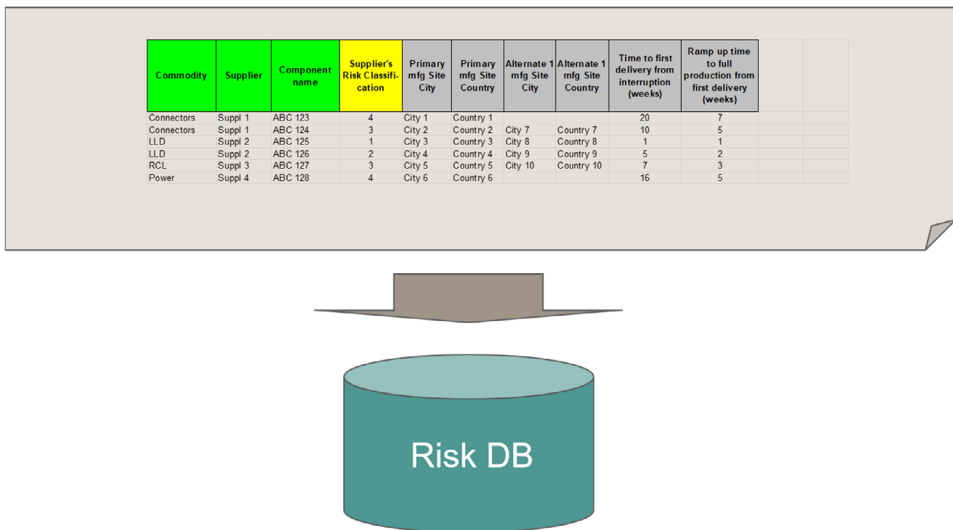 Commodity Supplier Component name Supplier's Risk Classifi-cation Primary mfg Site City Primary mfg Site Country Alternate 1 mfg Site City Alternate 1 mfg Site Country Time to first delivery from interruption (weeks) Ramp up time to full production from first delivery (weeks)
Connectors Suppl 1 ABC 123 4 City 1 Country 1 20 7
Connectors Suppl 1 ABC 124 3 City 2 Country 2 City 7 Country 7 10 5
LLD Suppl 2 ABC 125 1 City 3 Country 3 City 8 Country 8 1 1
LLD Suppl 2 ABC 126 2 City 4 Country 4 City 9 Country 9 5 2
RCL Suppl 3 ABC 127 3 City 5 Country 5 City 10 Country 10 7 3
Power Suppl 4 ABC 128 4 City 6 Country 6 16 5
Risk DB